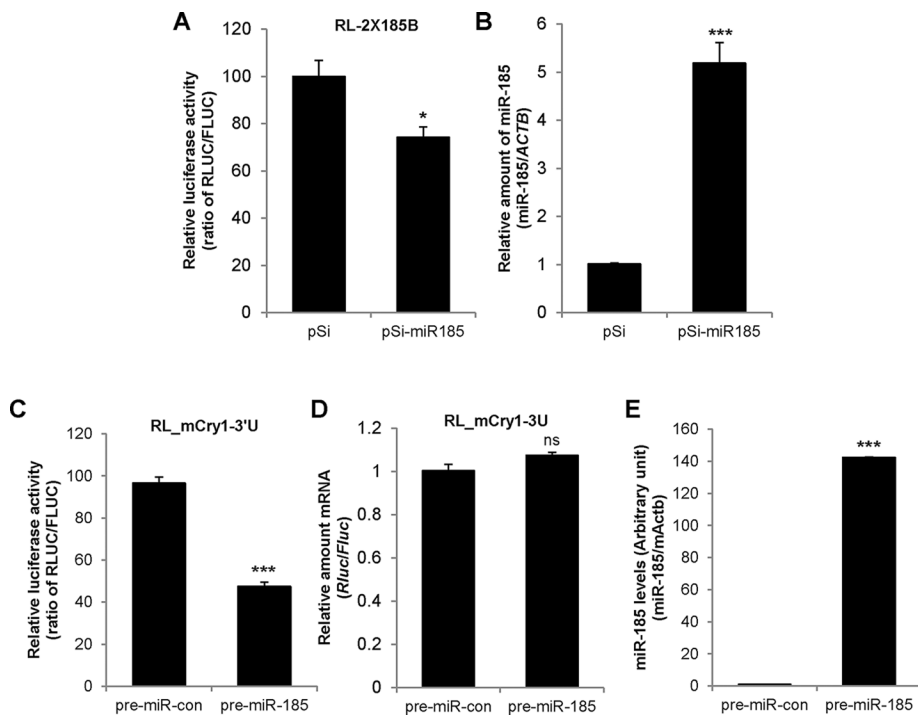 A
RL-2X185B
Relative luciferase activity
(ratio of RLUC/FLUC)
120
100
80
60
40
20
0
*
pSi
pSi-miR185
B
Relative amount of miR-185
(miR-185/ACTB)
6
5
4
3
2
1
0
***
pSi
pSi-miR185
C
RL_mCry1-3'U
Relative luciferase activity
(ratio of RLUC/FLUC)
120
100
80
60
40
20
0
***
pre-miR-con
pre-miR-185
D
RL_mCry1-3U
Relative amount mRNA
(Rluc/Fluc)
1.2
1
0.8
0.6
0.4
0.2
0
ns
pre-miR-con
pre-miR-185
E
miR-185 levels (Arbitrary unit)
(miR-185/mActb)
160
140
120
100
80
60
40
20
0
***
pre-miR-con
pre-miR-185